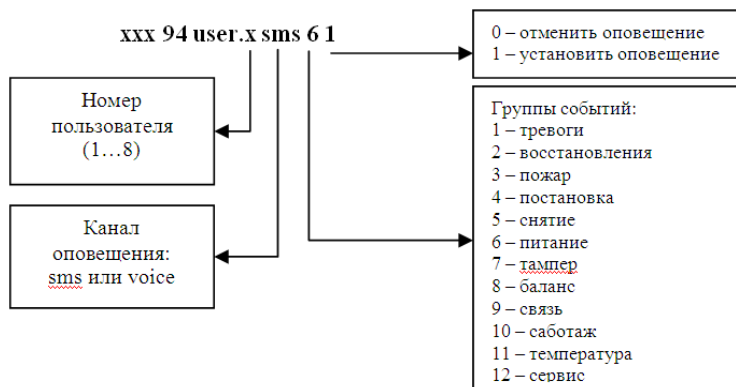 xxx 94 user.x sms 6 1
0 – отменить оповещение
1 – установить оповещение
Номер
пользователя
(1…8)
Канал
оповещения:
sms или voice
Группы событий:
1 – тревоги
2 – восстановления
3 – пожар
4 – постановка
5 – снятие
6 – питание
7 – тампер
8 – баланс
9 – связь
10 – саботаж
11 – температура
12 – сервис